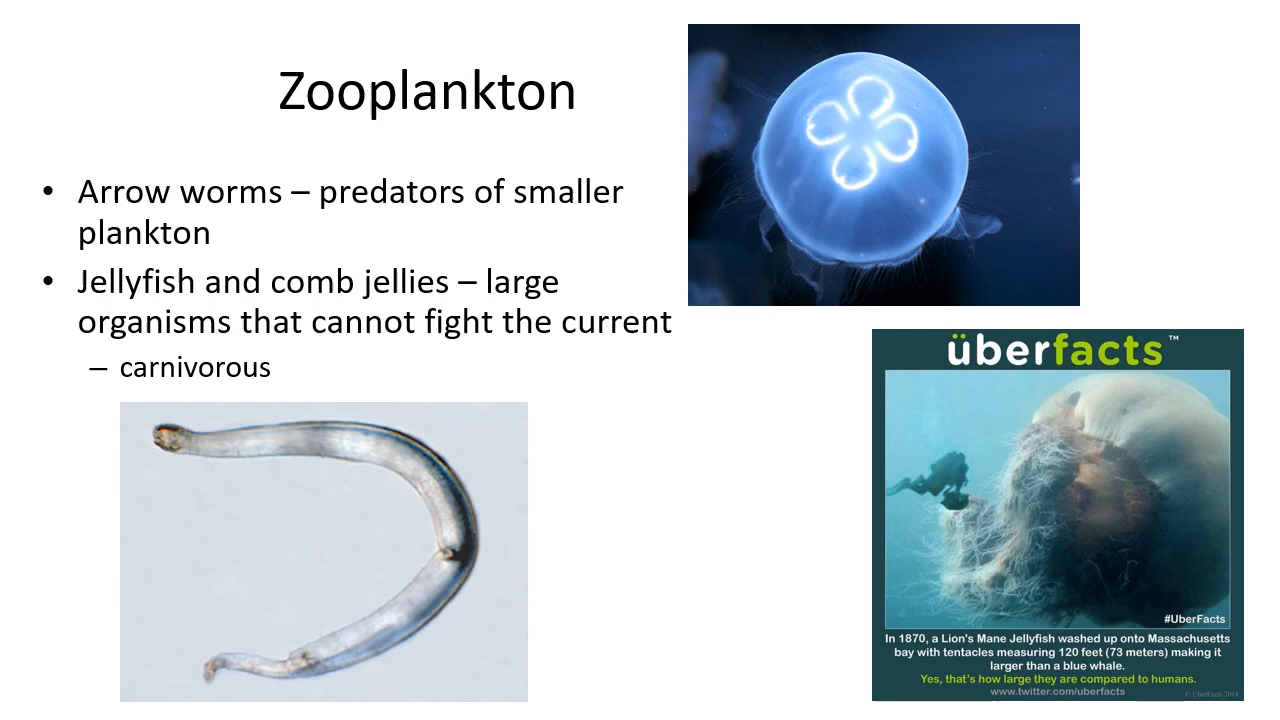 Zooplankton
• Arrow worms – predators of smaller
plankton
• Jellyfish and comb jellies – large
organisms that cannot fight the current
– carnivorous
überfacts™
#UberFacts
In 1870, a Lion's Mane Jellyfish washed up onto Massachusetts
bay with tentacles measuring 120 feet (73 meters) making it
larger than a blue whale.
Yes, that's how large they are compared to humans.
www.twitter.com/uberfacts
© UberFacts 2014